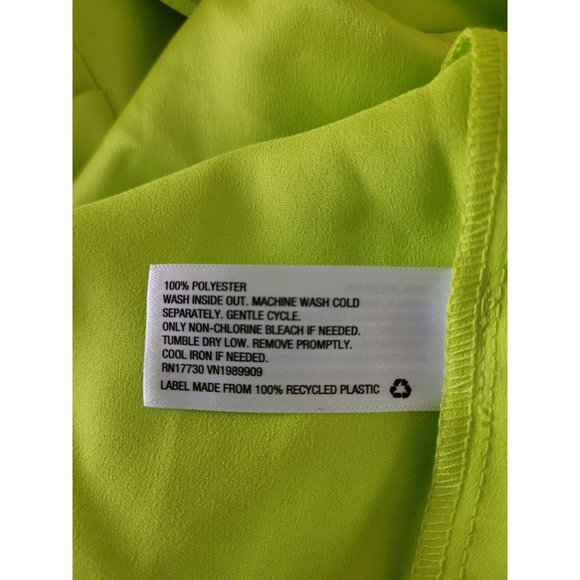 100% POLYESTER
WASH INSIDE OUT. MACHINE WASH COLD
SEPARATELY. GENTLE CYCLE.
ONLY NON-CHLORINE BLEACH IF NEEDED.
TUMBLE DRY LOW. REMOVE PROMPTLY.
COOL IRON IF NEEDED.
RN17730 VN1989909
LABEL MADE FROM 100% RECYCLED PLASTIC